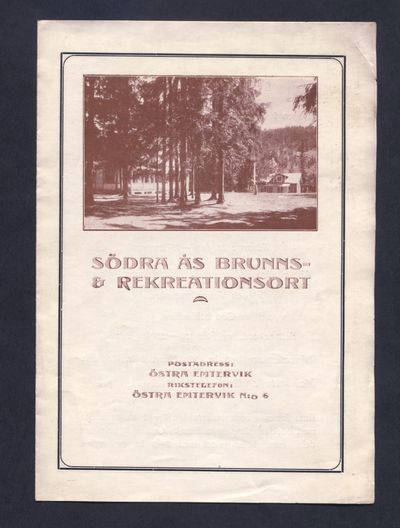 SÖDRA ÅS BRUNNS-
& REKREATIONSORT
POSTADRESS:
ÖSTRA EMTERVIK
RIKSTELEFON:
ÖSTRA EMTERVIK N:o 6